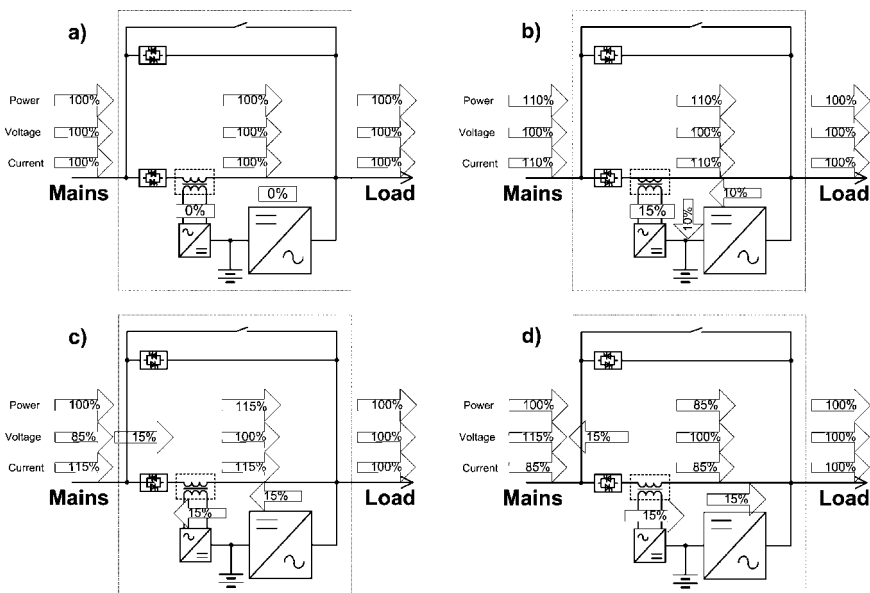 a)
Power 100% 100% 100%
Voltage 100% 100% 100%
Current 100% 100% 100%
Mains Load
0% 0%
b)
Power 110% 110% 100%
Voltage 100% 100% 100%
Current 110% 110% 100%
Mains Load
15% 10% 10%
c)
Power 100% 115% 100%
Voltage 85% 15% 100% 100%
Current 115% 115% 100%
Mains Load
15% 15%
d)
Power 100% 85% 100%
Voltage 115% 15% 100% 100%
Current 85% 85% 100%
Mains Load
15% 15%